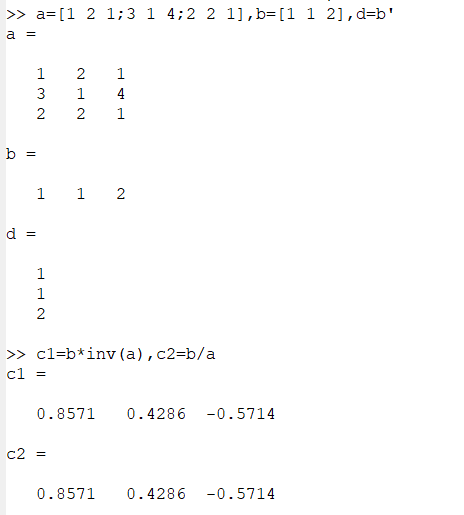 >> a=[1 2 1;3 1 4;2 2 1],b=[1 1 2],d=b'
a =
1 2 1
3 1 4
2 2 1
b =
1 1 2
d =
1
1
2
>> c1=b*inv(a),c2=b/a
c1 =
0.8571 0.4286 -0.5714
c2 =
0.8571 0.4286 -0.5714